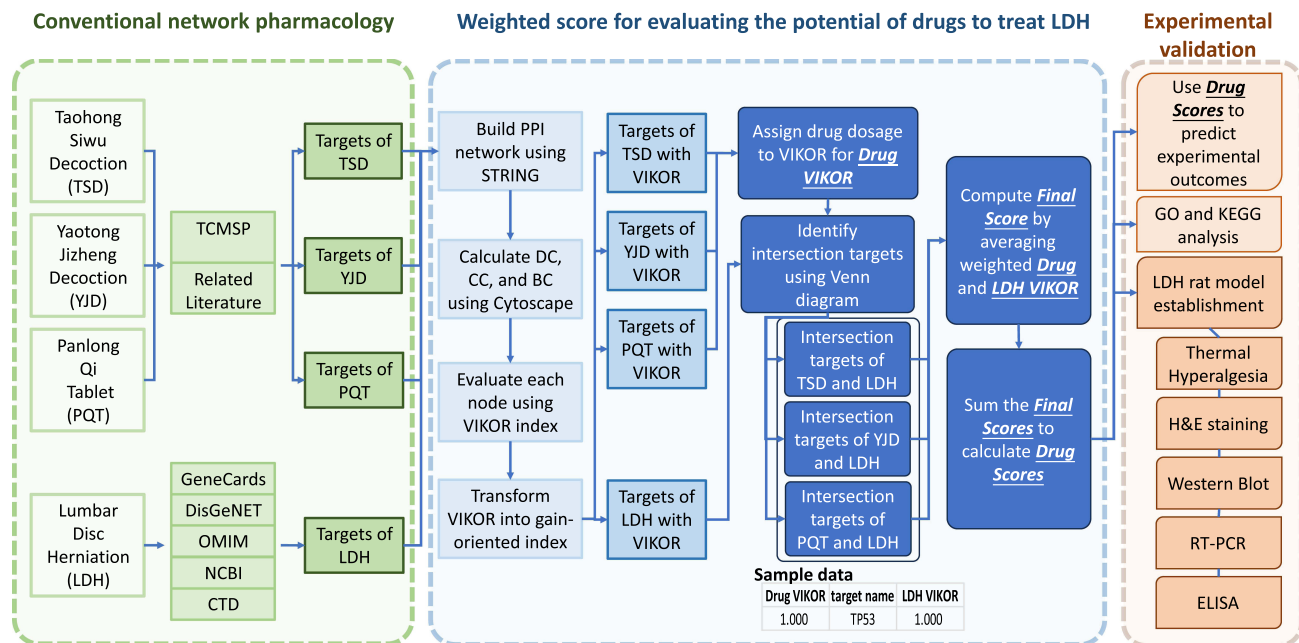 Conventional network pharmacology
Taohong
Siwu
Decoction
(TSD)
Yaotong
Jizheng
Decoction
(YJD)
Panlong
Qi
Tablet
(PQT)
TCMSP
Related
Literature
Targets of
TSD
Targets of
YJD
Targets of
PQT
Lumbar
Disc
Herniation
(LDH)
GeneCards
DisGeNET
OMIM
NCBI
CTD
Targets of
LDH
Weighted score for evaluating the potential of drugs to treat LDH
Build PPI
network using
STRING
Calculate DC,
CC, and BC
using Cytoscape
Evaluate each
node using
VIKOR index
Transform
VIKOR into gain-
oriented index
Targets of
TSD with
VIKOR
Targets of
YJD with
VIKOR
Targets of
PQT with
VIKOR
Targets of
LDH with
VIKOR
Assign drug dosage
to VIKOR for Drug
VIKOR
Identify
intersection targets
using Venn
diagram
Intersection
targets of
TSD and LDH
Intersection
targets of YJD
and LDH
Intersection
targets of
PQT and LDH
Compute Final
Score by
averaging
weighted Drug
and LDH VIKOR
Sum the Final
Scores to
calculate Drug
Scores
Sample data
Drug VIKOR target name LDH VIKOR
1.000 TP53 1.000
Experimental
validation
Use Drug
Scores to
predict
experimental
outcomes
GO and KEGG
analysis
LDH rat model
establishment
Thermal
Hyperalgesia
H&E staining
Western Blot
RT-PCR
ELISA